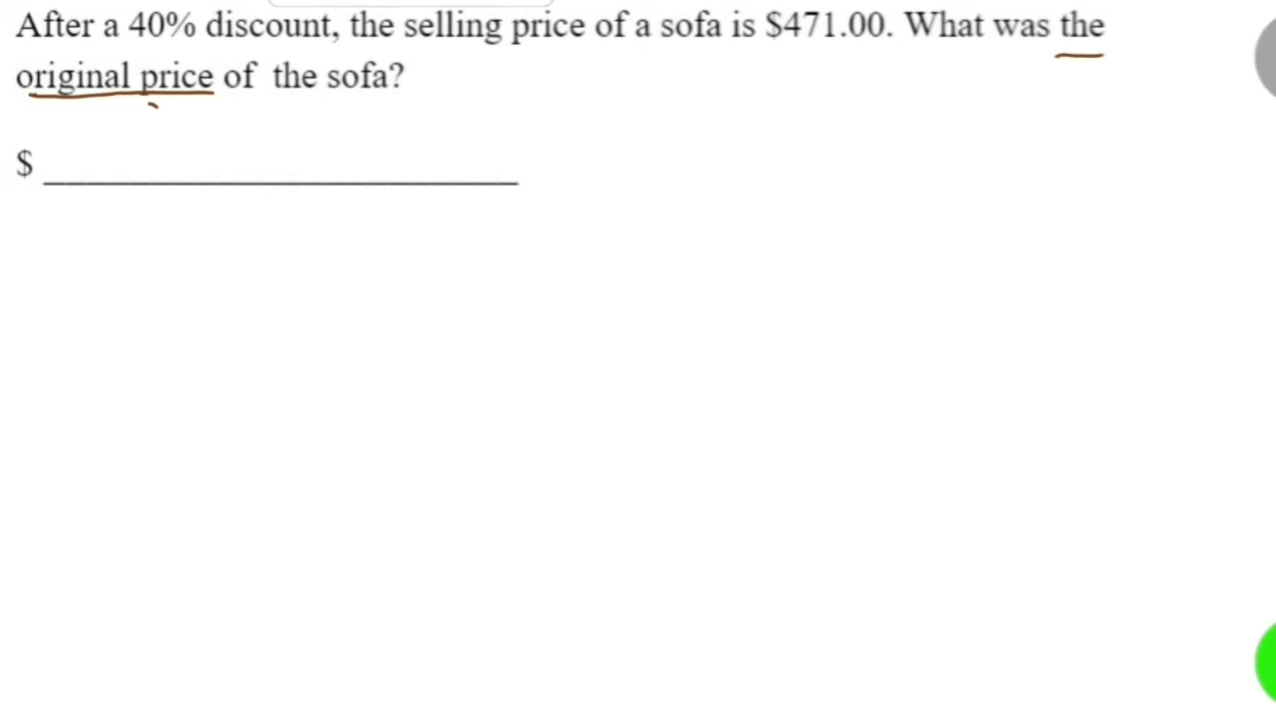 After a 40% discount, the selling price of a sofa is $471.00. What was the
original price of the sofa?
$ ____________________